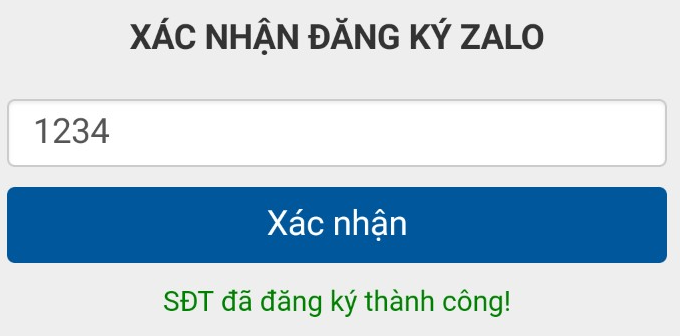 XÁC NHẬN ĐĂNG KÝ ZALO
1234
Xác nhận
SĐT đã đăng ký thành công!